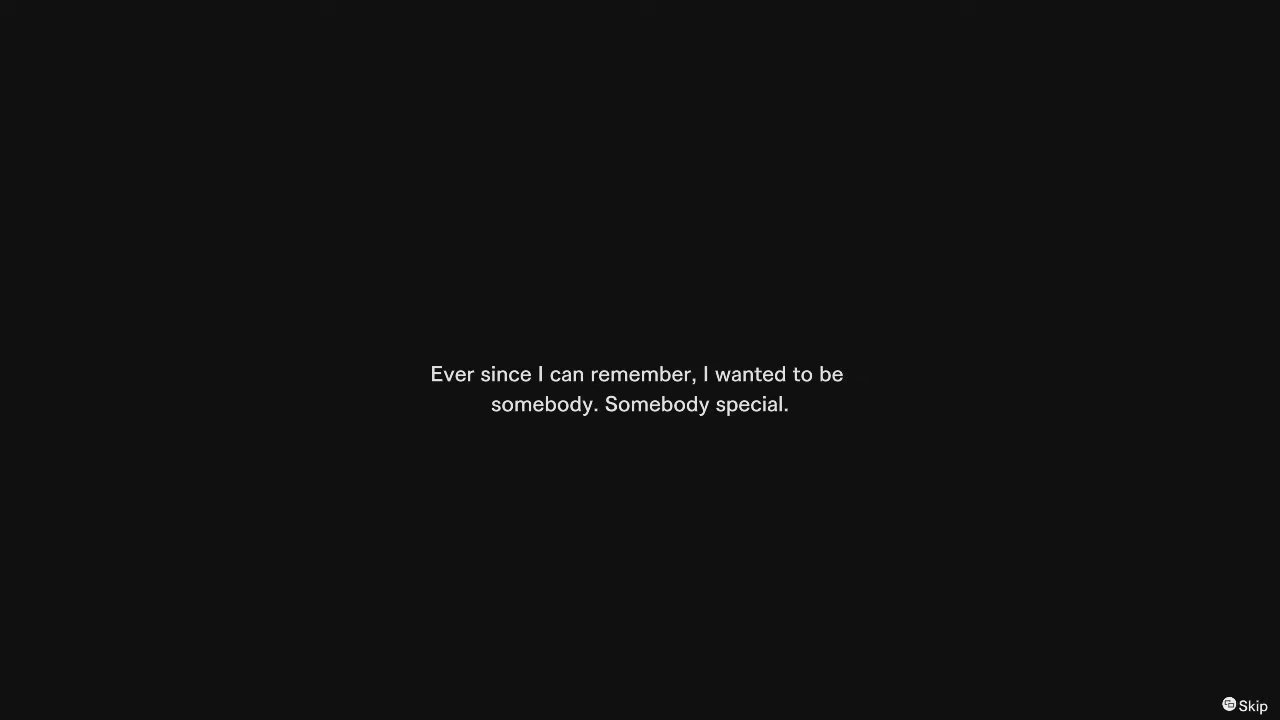 Ever since I can remember, I wanted to be
somebody. Somebody special.
Skip